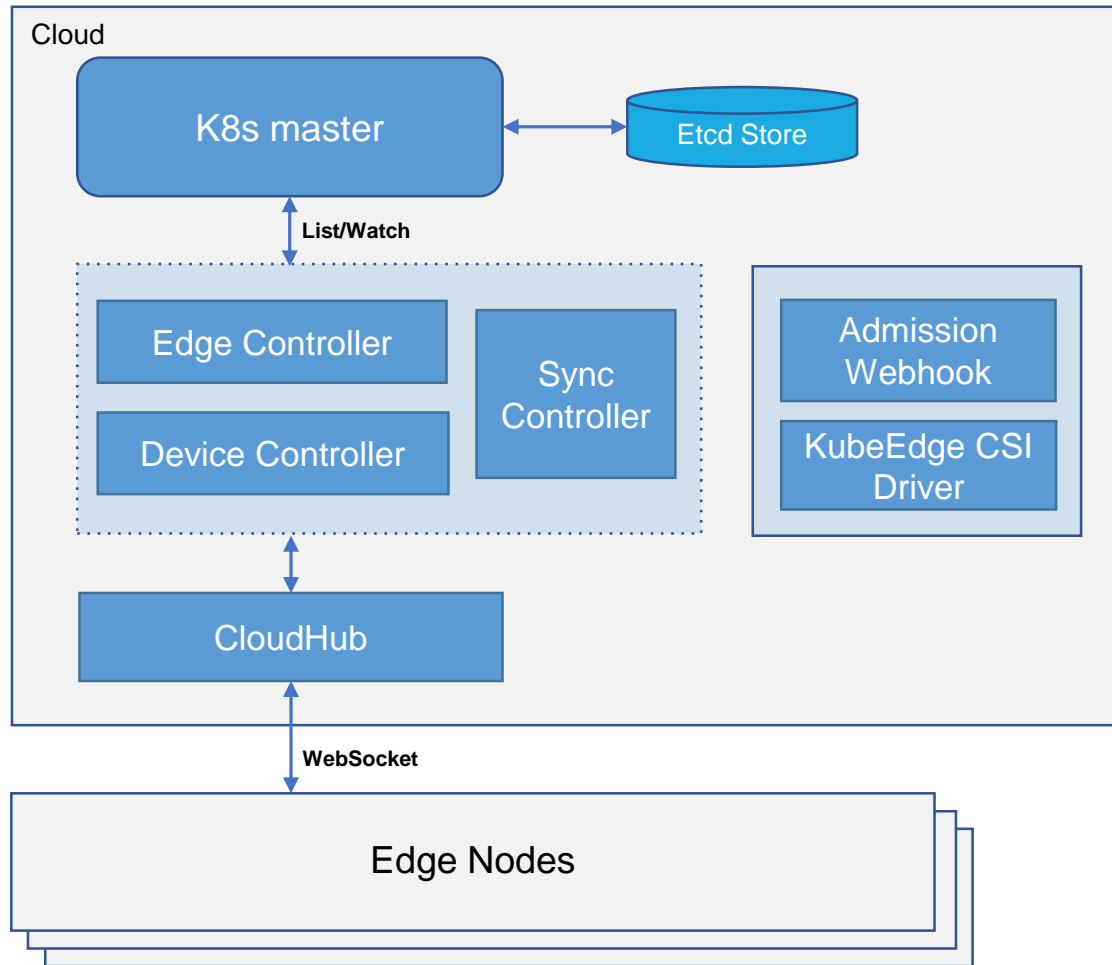 Cloud
K8s master
Etcd Store
List/Watch
Edge Controller
Device Controller
Sync
Controller
Admission
Webhook
KubeEdge CSI
Driver
CloudHub
WebSocket
Edge Nodes